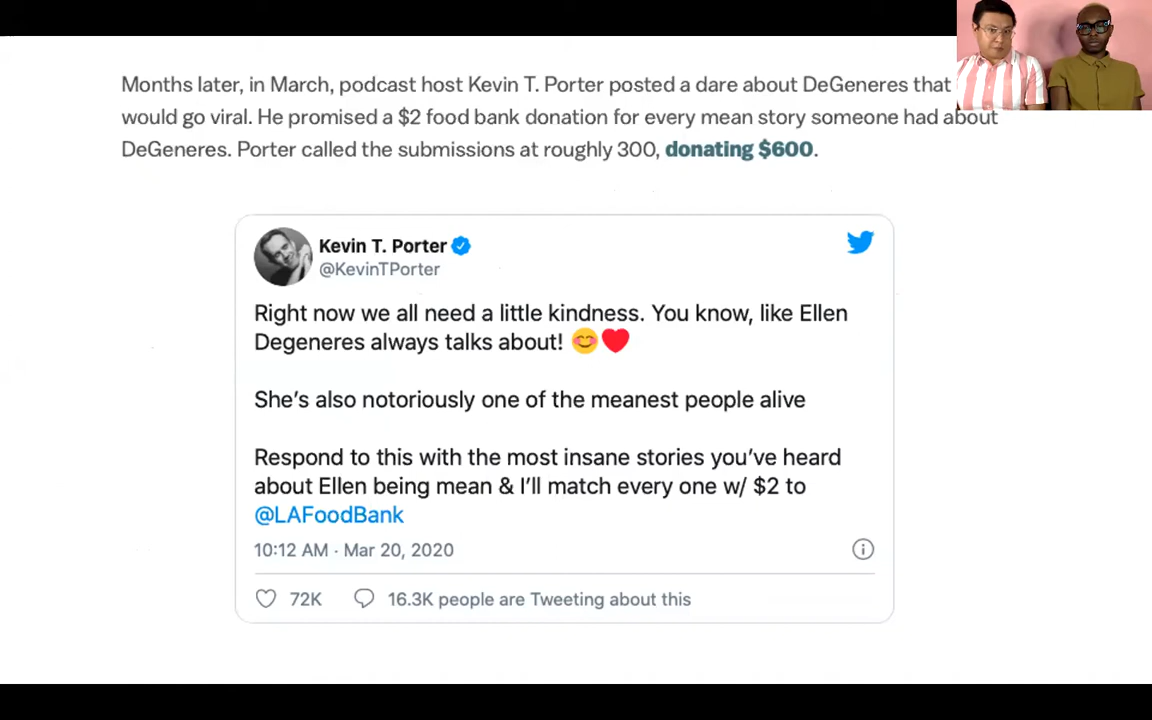 Months later, in March, podcast host Kevin T. Porter posted a dare about DeGeneres that
would go viral. He promised a $2 food bank donation for every mean story someone had about
DeGeneres. Porter called the submissions at roughly 300, donating $600.
Kevin T. Porter
@KevinTPorter
Right now we all need a little kindness. You know, like Ellen
Degeneres always talks about! 😊❤️
She's also notoriously one of the meanest people alive
Respond to this with the most insane stories you've heard
about Ellen being mean & I'll match every one w/ $2 to
@LAFoodBank
10:12 AM · Mar 20, 2020
72K 16.3K people are Tweeting about this